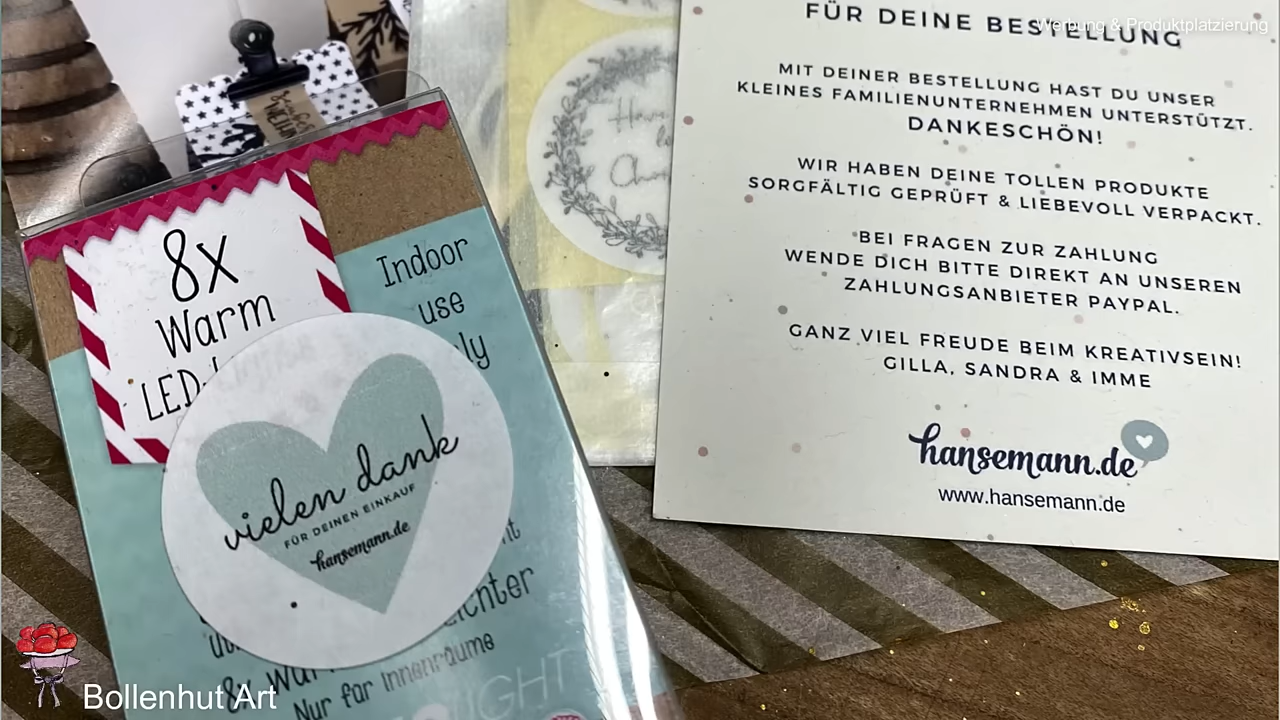 Werbung & Produktplatzierung
FÜR DEINE BESTELLUNG
MIT DEINER BESTELLUNG HAST DU UNSER
KLEINES FAMILIENUNTERNEHMEN UNTERSTÜTZT.
DANKESCHÖN!
WIR HABEN DEINE TOLLEN PRODUKTE
SORGFÄLTIG GEPRÜFT & LIEBEVOLL VERPACKT.
BEI FRAGEN ZUR ZAHLUNG
WENDE DICH BITTE DIREKT AN UNSEREN
ZAHLUNGSANBIETER PAYPAL.
GANZ VIEL FREUDE BEIM KREATIVSEIN!
GILLA, SANDRA & IMME
hansemann.de
www.hansemann.de
8x
Warm
LED
Indoor
use
vielen dank
FÜR DEINEN EINKAUF
hansemann.de
8x
Nur für Innenräume
Bollenhut Art